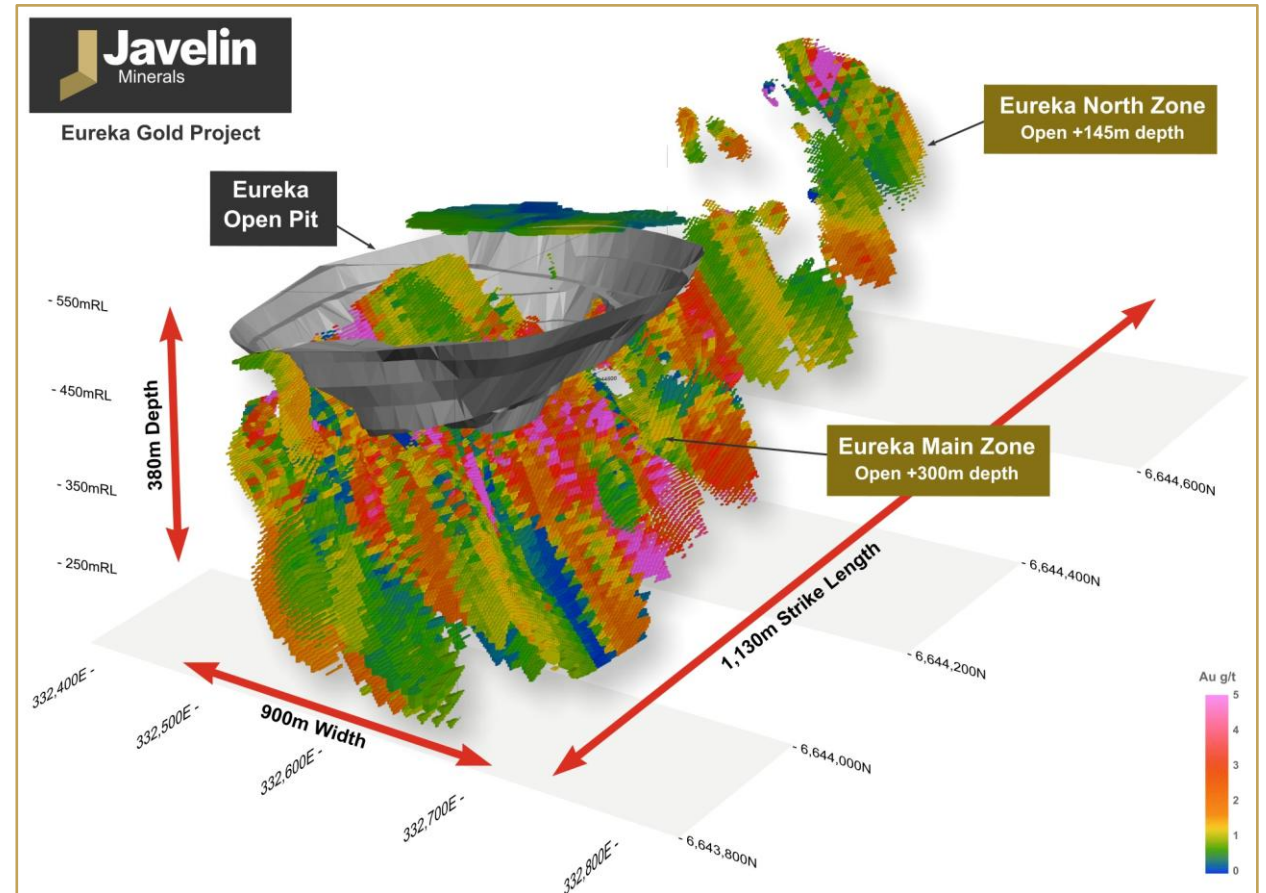 Javelin
Minerals
Eureka Gold Project
Eureka
Open Pit
Eureka North Zone
Open +145m depth
- 550mRL
- 450mRL
- 350mRL
- 250mRL
380m Depth
Eureka Main Zone
Open +300m depth
- 6,644,600N
- 6,644,400N
- 6,644,200N
- 6,644,000N
- 6,643,800N
1,130m Strike Length
900m Width
332,400E -
332,500E -
332,600E -
332,700E -
332,800E -
Au g/t
5
4
3
2
1
0